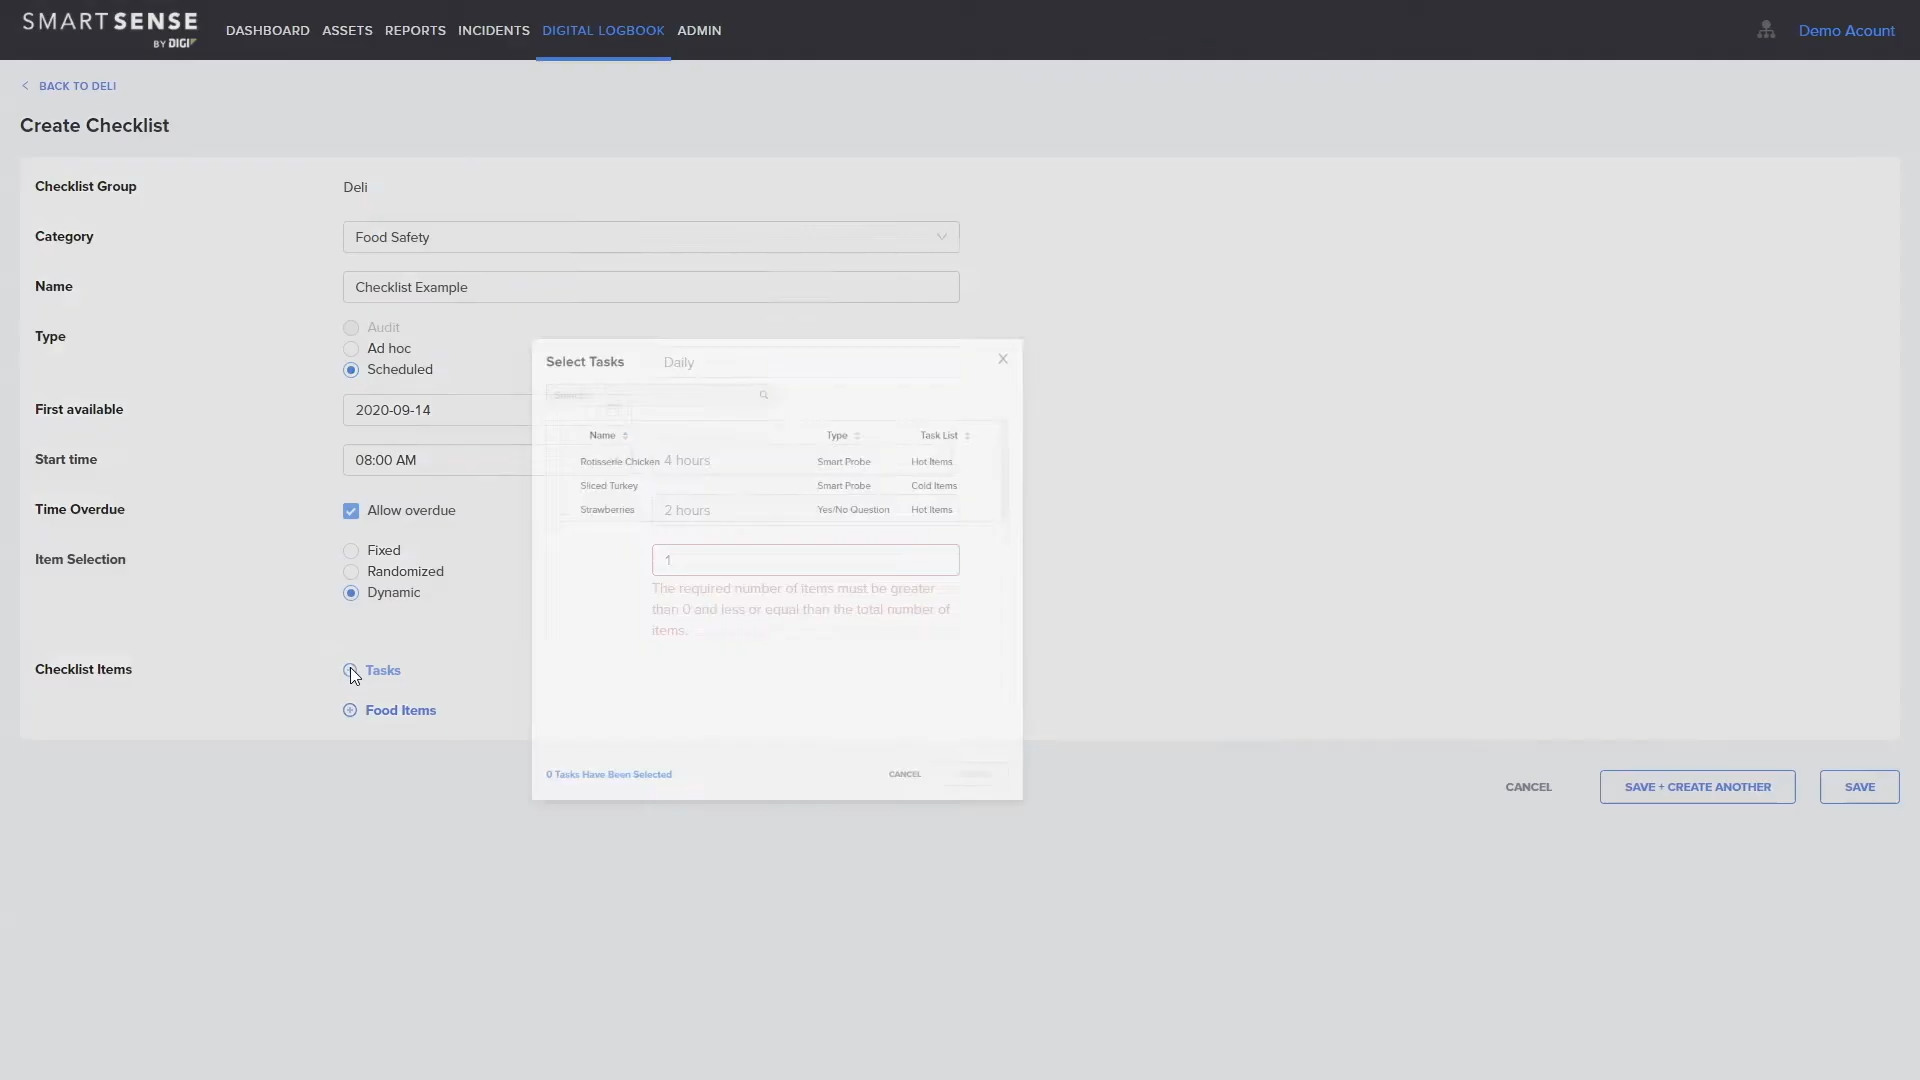 SMARTSENSE
BY DIGI
DASHBOARD ASSETS REPORTS INCIDENTS DIGITAL LOGBOOK ADMIN
Demo Acount
BACK TO DELI
Create Checklist
Checklist Group Deli
Category Food Safety
Name Checklist Example
Type Audit
Ad hoc
Scheduled
Daily
First available 2020-09-14
Start time 08:00 AM
4 hours
Time Overdue Allow overdue
2 hours
Item Selection Fixed
Randomized
Dynamic
1
The required number of items must be greater
than 0 and less or equal than the total number of
items.
Checklist Items Tasks
Food Items
Select Tasks
Name Type Task List
Rotisserie Chicken Smart Probe Hot Items
Sliced Turkey Smart Probe Cold Items
Strawberries Yes/No Question Hot Items
0 Tasks Have Been Selected CANCEL
CANCEL SAVE + CREATE ANOTHER SAVE